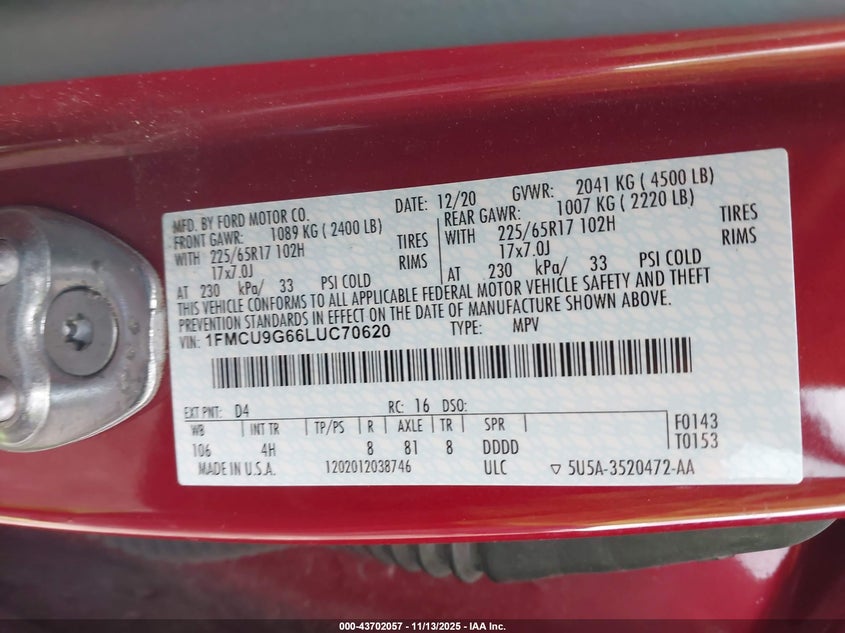 MFD. BY FORD MOTOR CO. DATE: 12/20 GVWR: 2041 KG ( 4500 LB)
FRONT GAWR: 1089 KG ( 2400 LB) REAR GAWR: 1007 KG ( 2220 LB)
WITH 225/65R17 102H TIRES WITH 225/65R17 102H TIRES
17x7.0J RIMS 17x7.0J RIMS
AT 230 kPa/ 33 PSI COLD AT 230 kPa/ 33 PSI COLD
THIS VEHICLE CONFORMS TO ALL APPLICABLE FEDERAL MOTOR VEHICLE SAFETY AND THEFT
PREVENTION STANDARDS IN EFFECT ON THE DATE OF MANUFACTURE SHOWN ABOVE.
VIN: 1FMCU9G66LUC70620 TYPE: MPV
EXT PNT: D4 RC: 16 DSO:
WB INT TR TP/PS R AXLE TR SPR F0143
106 4H 8 81 8 DDDD T0153
MADE IN U.S.A. 1202012038746 ULC ▽ 5U5A-3520472-AA
000-43702057 - 11/13/2025 - IAA Inc.